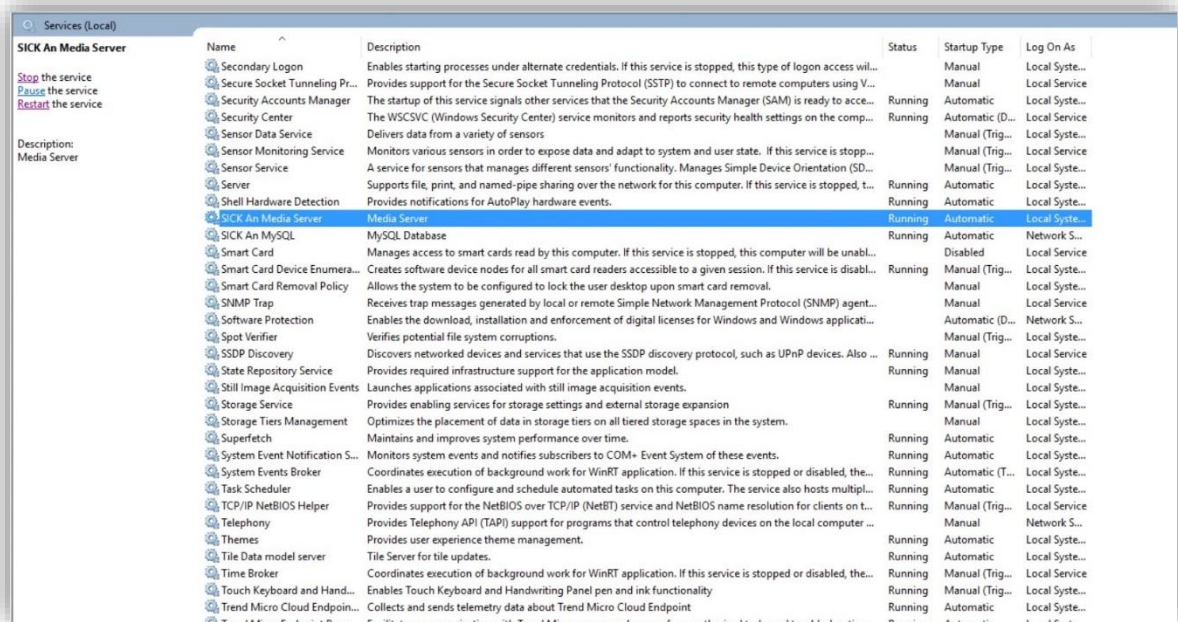 Services (Local)
SICK An Media Server
Stop the service
Pause the service
Restart the service
Description:
Media Server
Name Description Status Startup Type Log On As
Secondary Logon Enables starting processes under alternate credentials. If this service is stopped, this type of logon access wil... Manual Local Syste...
Secure Socket Tunneling Pr... Provides support for the Secure Socket Tunneling Protocol (SSTP) to connect to remote computers using V... Manual Local Service
Security Accounts Manager The startup of this service signals other services that the Security Accounts Manager (SAM) is ready to acce... Running Automatic Local Syste...
Security Center The WSCSVC (Windows Security Center) service monitors and reports security health settings on the comp... Running Automatic (D... Local Service
Sensor Data Service Delivers data from a variety of sensors Manual (Trig... Local Syste...
Sensor Monitoring Service Monitors various sensors in order to expose data and adapt to system and user state. If this service is stopp... Manual (Trig... Local Service
Sensor Service A service for sensors that manages different sensors' functionality. Manages Simple Device Orientation (SD... Manual (Trig... Local Syste...
Server Supports file, print, and named-pipe sharing over the network for this computer. If this service is stopped, t... Running Automatic Local Syste...
Shell Hardware Detection Provides notifications for AutoPlay hardware events. Running Automatic Local Syste...
SICK An Media Server Media Server Running Automatic Local Syste...
SICK An MySQL MySQL Database Running Automatic Network S...
Smart Card Manages access to smart cards read by this computer. If this service is stopped, this computer will be unabl... Disabled Local Service
Smart Card Device Enumera... Creates software device nodes for all smart card readers accessible to a given session. If this service is disabl... Running Manual (Trig... Local Syste...
Smart Card Removal Policy Allows the system to be configured to lock the user desktop upon smart card removal. Manual Local Syste...
SNMP Trap Receives trap messages generated by local or remote Simple Network Management Protocol (SNMP) agent... Manual Local Service
Software Protection Enables the download, installation and enforcement of digital licenses for Windows and Windows applicati... Automatic (D... Network S...
Spot Verifier Verifies potential file system corruptions. Manual (Trig... Local Syste...
SSDP Discovery Discovers networked devices and services that use the SSDP discovery protocol, such as UPnP devices. Also ... Running Manual Local Service
State Repository Service Provides required infrastructure support for the application model. Running Manual Local Syste...
Still Image Acquisition Events Launches applications associated with still image acquisition events. Manual Local Syste...
Storage Service Provides enabling services for storage settings and external storage expansion Running Manual (Trig... Local Syste...
Storage Tiers Management Optimizes the placement of data in storage tiers on all tiered storage spaces in the system. Manual Local Syste...
Superfetch Maintains and improves system performance over time. Running Automatic Local Syste...
System Event Notification S... Monitors system events and notifies subscribers to COM+ Event System of these events. Running Automatic Local Syste...
System Events Broker Coordinates execution of background work for WinRT application. If this service is stopped or disabled, the... Running Automatic (T... Local Syste...
Task Scheduler Enables a user to configure and schedule automated tasks on this computer. The service also hosts multipl... Running Automatic Local Syste...
TCP/IP NetBIOS Helper Provides support for the NetBIOS over TCP/IP (NetBT) service and NetBIOS name resolution for clients on t... Running Manual (Trig... Local Service
Telephony Provides Telephony API (TAPI) support for programs that control telephony devices on the local computer ... Manual Network S...
Themes Provides user experience theme management. Running Automatic Local Syste...
Tile Data model server Tile Server for tile updates. Running Automatic Local Syste...
Time Broker Coordinates execution of background work for WinRT application. If this service is stopped or disabled, the... Running Manual (Trig... Local Service
Touch Keyboard and Hand... Enables Touch Keyboard and Handwriting Panel pen and ink functionality Running Manual (Trig... Local Syste...
Trend Micro Cloud Endpoin... Collects and sends telemetry data about Trend Micro Cloud Endpoint Running Automatic Local Syste...